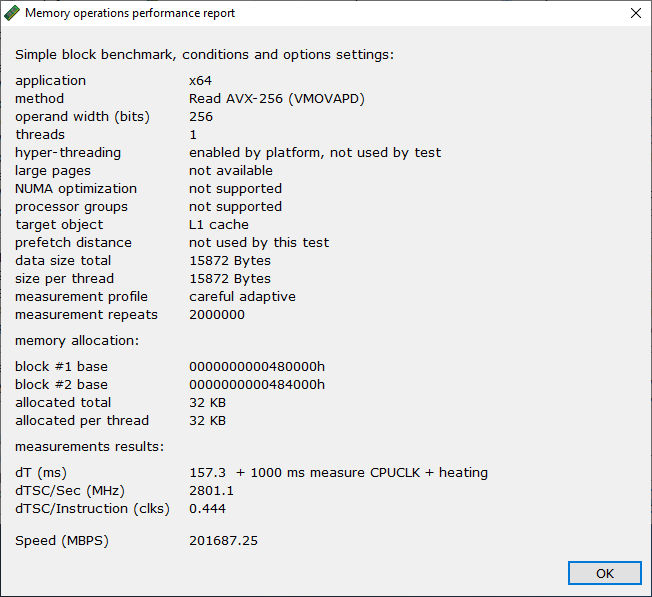 Memory operations performance report
Simple block benchmark, conditions and options settings:
application x64
method Read AVX-256 (VMOVAPD)
operand width (bits) 256
threads 1
hyper-threading enabled by platform, not used by test
large pages not available
NUMA optimization not supported
processor groups not supported
target object L1 cache
prefetch distance not used by this test
data size total 15872 Bytes
size per thread 15872 Bytes
measurement profile careful adaptive
measurement repeats 2000000
memory allocation:
block #1 base 0000000000480000h
block #2 base 0000000000484000h
allocated total 32 KB
allocated per thread 32 KB
measurements results:
dT (ms) 157.3 + 1000 ms measure CPUCLK + heating
dTSC/Sec (MHz) 2801.1
dTSC/Instruction (clks) 0.444
Speed (MBPS) 201687.25
OK